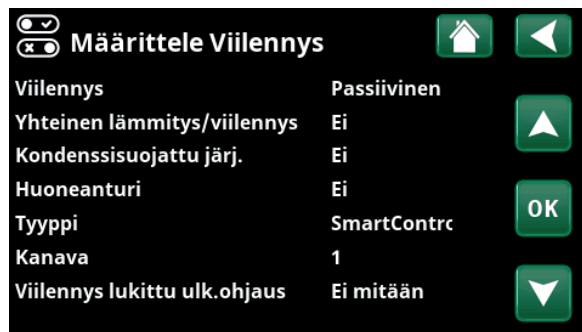 Määrittele Viilennys
Viilennys Passiivinen
Yhteinen lämmitys/viilennys Ei
Kondenssisuojattu järj. Ei
Huoneanturi Ei
Tyyppi SmartContrc
Kanava 1
Viilennys lukittu ulk.ohjaus Ei mitään
OK